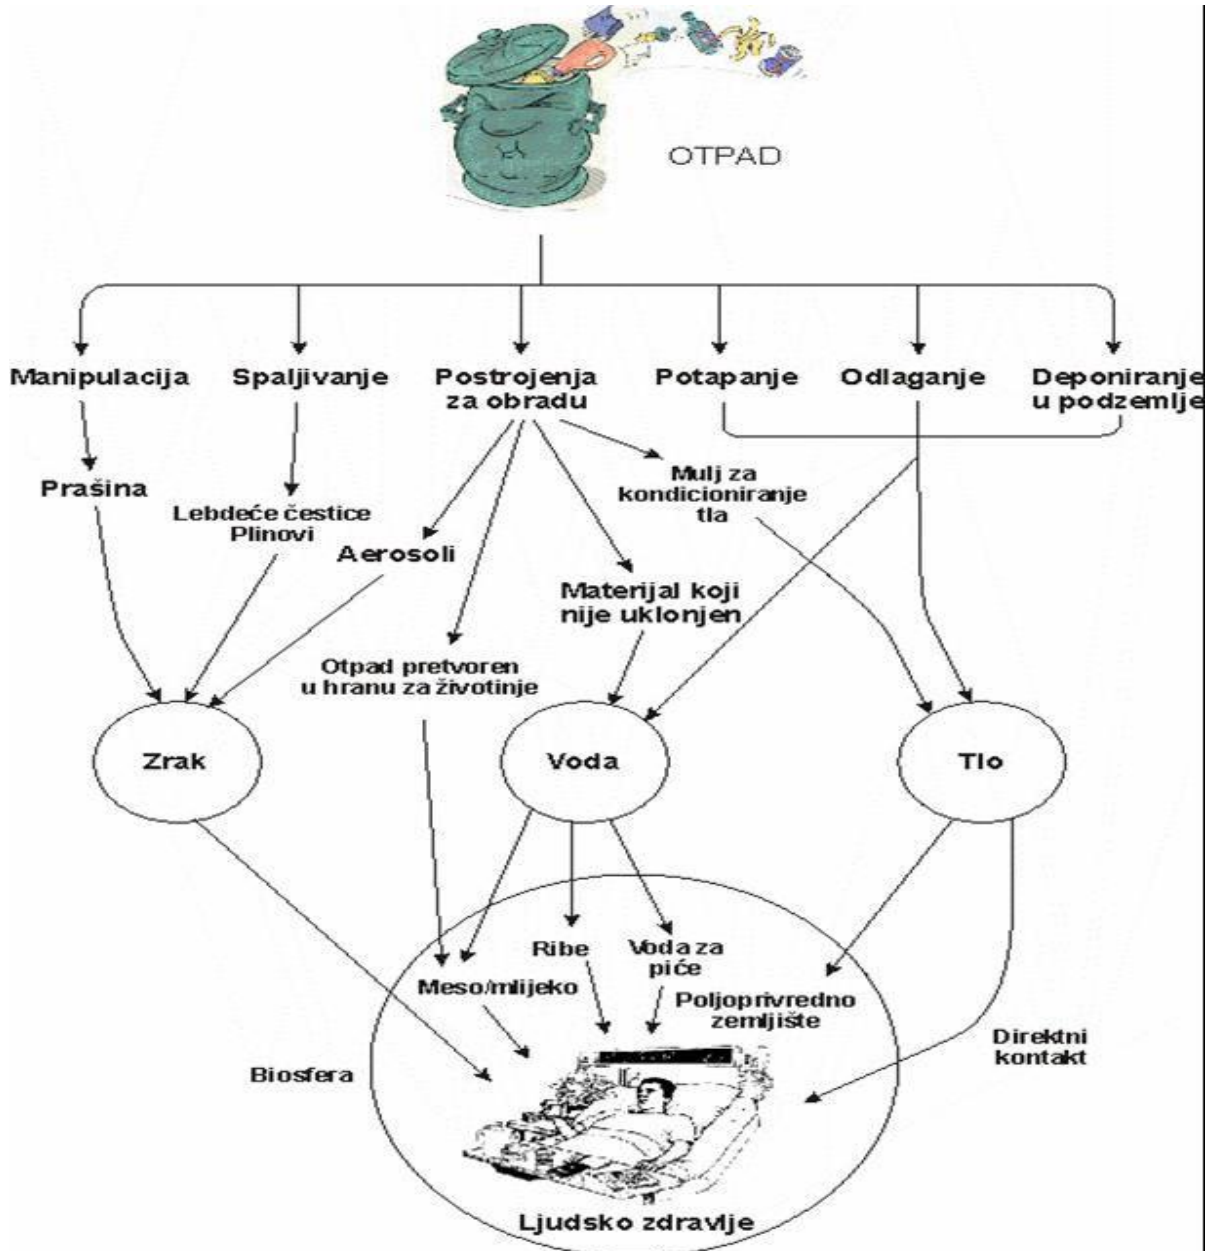 OTPAD
Manipulacija
Spaljivanje
Postrojenja
za obradu
Potapanje
Odlaganje
Deponiranje
u podzemlje
Prašina
Lebdeće čestice
Plinovi
Aerosoli
Mulj za
kondicioniranje
tla
Materijal koji
nije uklonjen
Otpad pretvoren
u hranu za životinje
Zrak
Voda
Tlo
Ribe
Voda za
piće
Meso/mlijeko
Poljoprivredno
zemljište
Direktni
kontakt
Biosfera
Ljudsko zdravlje